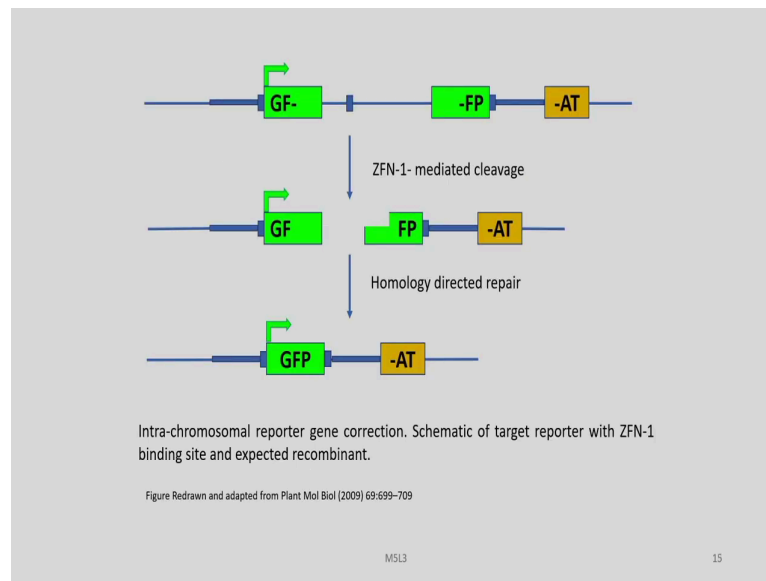 GF- -FP -AT
ZFN-1- mediated cleavage
GF FP -AT
Homology directed repair
GFP -AT
Intra-chromosomal reporter gene correction. Schematic of target reporter with ZFN-1
binding site and expected recombinant.
Figure Redrawn and adapted from Plant Mol Biol (2009) 69:699–709
M5L3 15